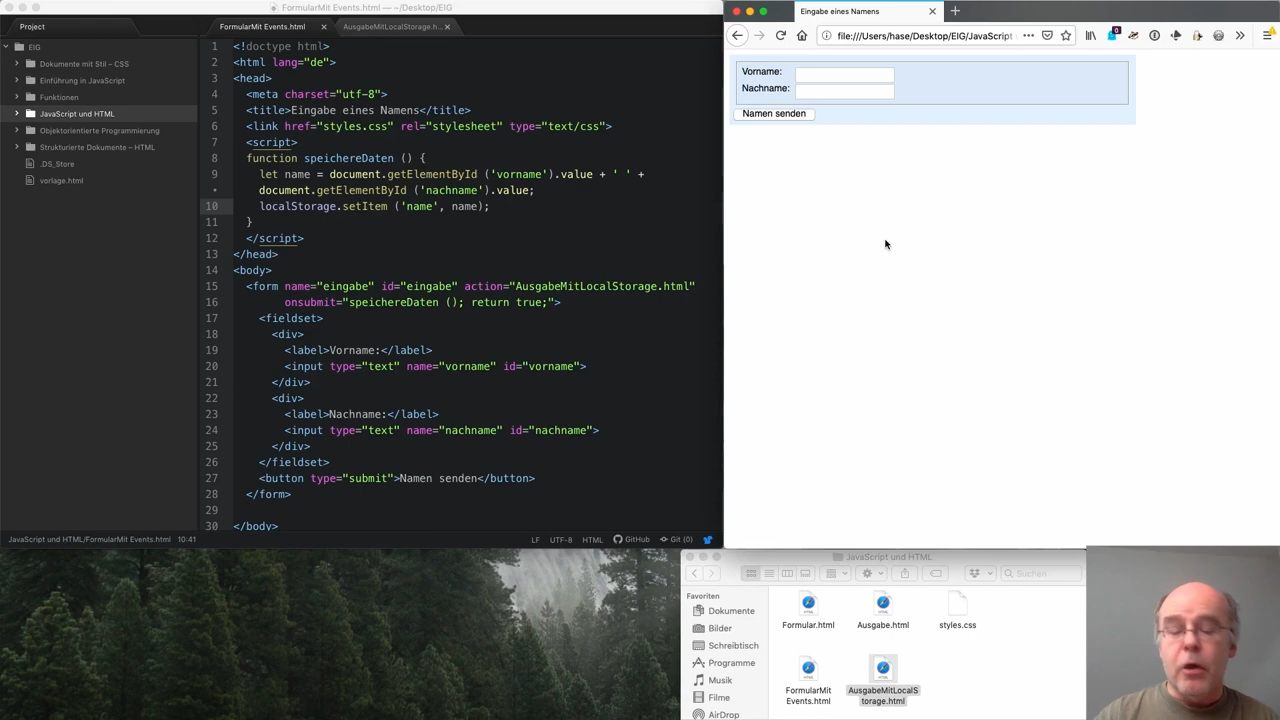 FormularMit Events.html — ~/Desktop/EIG
Project
FormularMit Events.html
AusgabeMitLocalStorage.h
EIG
Dokumente mit Stil – CSS
Einführung in JavaScript
Funktionen
JavaScript und HTML
Objektorientierte Programmierung
Strukturierte Dokumente – HTML
.DS_Store
vorlage.html
1 <!doctype html>
2 <html lang="de">
3 <head>
4 <meta charset="utf-8">
5 <title>Eingabe eines Namens</title>
6 <link href="styles.css" rel="stylesheet" type="text/css">
7 <script>
8 function speichereDaten () {
9 let name = document.getElementById ('vorname').value + ' ' +
• document.getElementById ('nachname').value;
10 localStorage.setItem ('name', name);
11 }
12 </script>
13 </head>
14 <body>
15 <form name="eingabe" id="eingabe" action="AusgabeMitLocalStorage.html"
16 onsubmit="speichereDaten (); return true;">
17 <fieldset>
18 <div>
19 <label>Vorname:</label>
20 <input type="text" name="vorname" id="vorname">
21 </div>
22 <div>
23 <label>Nachname:</label>
24 <input type="text" name="nachname" id="nachname">
25 </div>
26 </fieldset>
27 <button type="submit">Namen senden</button>
28 </form>
29
30 </body>
JavaScript und HTML/FormularMit Events.html 10:41
LF UTF-8 HTML GitHub Git (0)
Eingabe eines Namens
file:///Users/hase/Desktop/EIG/JavaScript
0
Vorname:
Nachname:
Namen senden
JavaScript und HTML
Suchen
Favoriten
Dokumente
Bilder
Schreibtisch
Programme
Musik
Filme
AirDrop
Formular.html
Ausgabe.html
styles.css
FormularMit
Events.html
AusgabeMitLocalS
torage.html